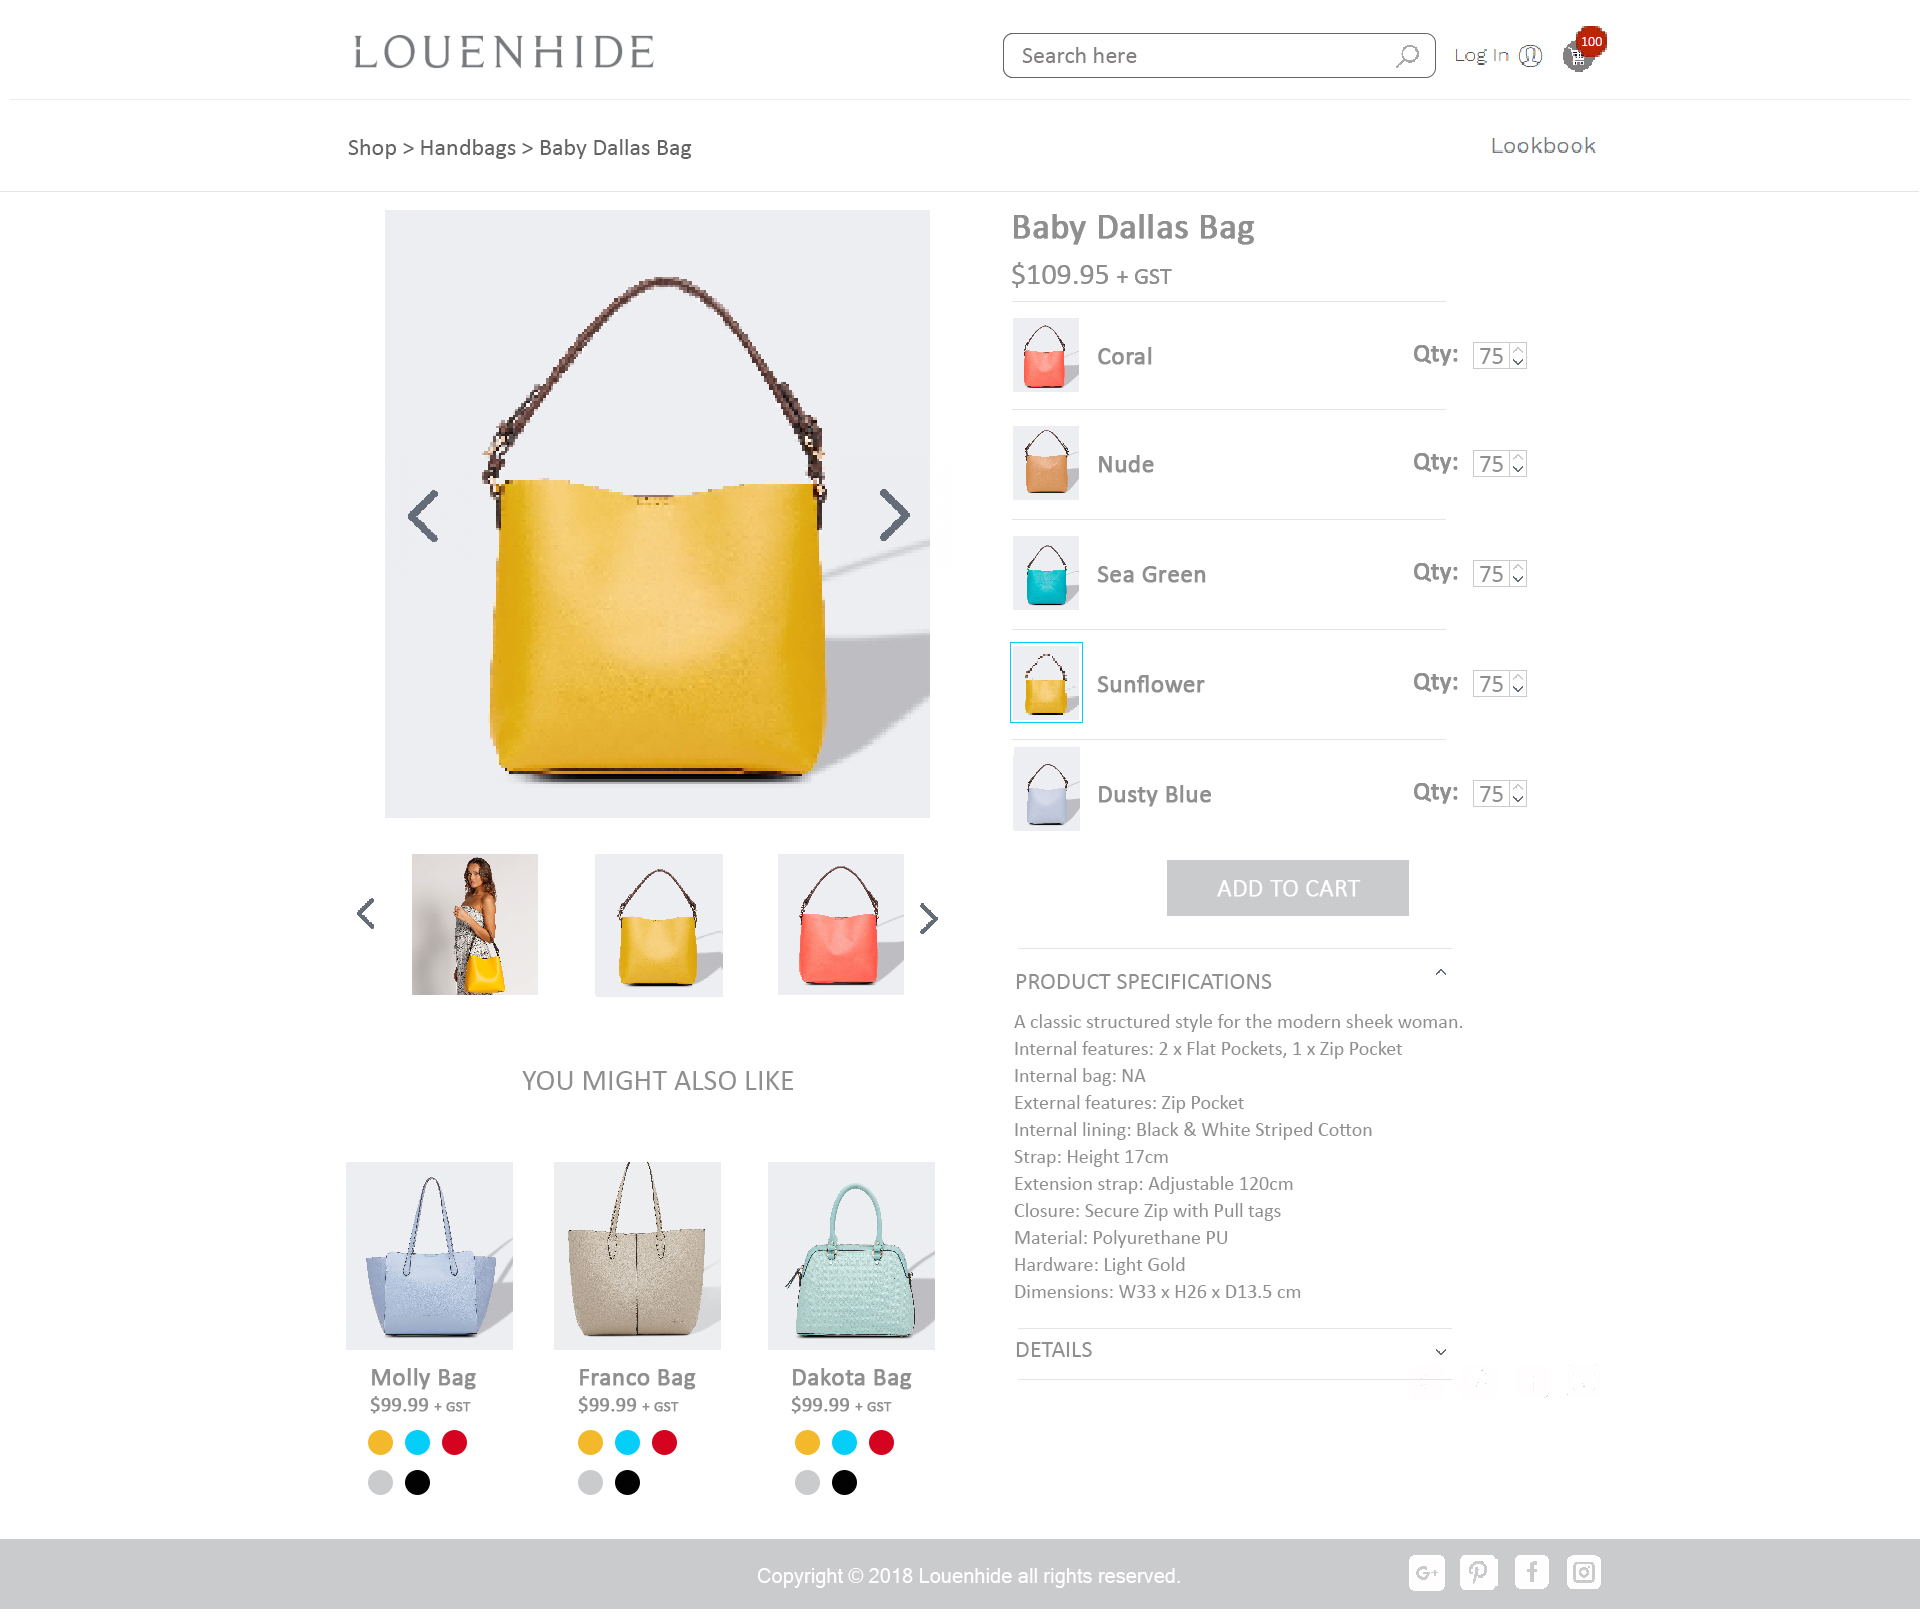 LOUENHIDE
Search here
Log In
100
Shop > Handbags > Baby Dallas Bag
Lookbook
Baby Dallas Bag
$109.95 + GST
Coral
Qty: 75
Nude
Qty: 75
Sea Green
Qty: 75
Sunflower
Qty: 75
Dusty Blue
Qty: 75
ADD TO CART
PRODUCT SPECIFICATIONS
A classic structured style for the modern sheek woman.
Internal features: 2 x Flat Pockets, 1 x Zip Pocket
Internal bag: NA
External features: Zip Pocket
Internal lining: Black & White Striped Cotton
Strap: Height 17cm
Extension strap: Adjustable 120cm
Closure: Secure Zip with Pull tags
Material: Polyurethane PU
Hardware: Light Gold
Dimensions: W33 x H26 x D13.5 cm
DETAILS
YOU MIGHT ALSO LIKE
Molly Bag
$99.99 + GST
Franco Bag
$99.99 + GST
Dakota Bag
$99.99 + GST
Copyright © 2018 Louenhide all rights reserved.
G+